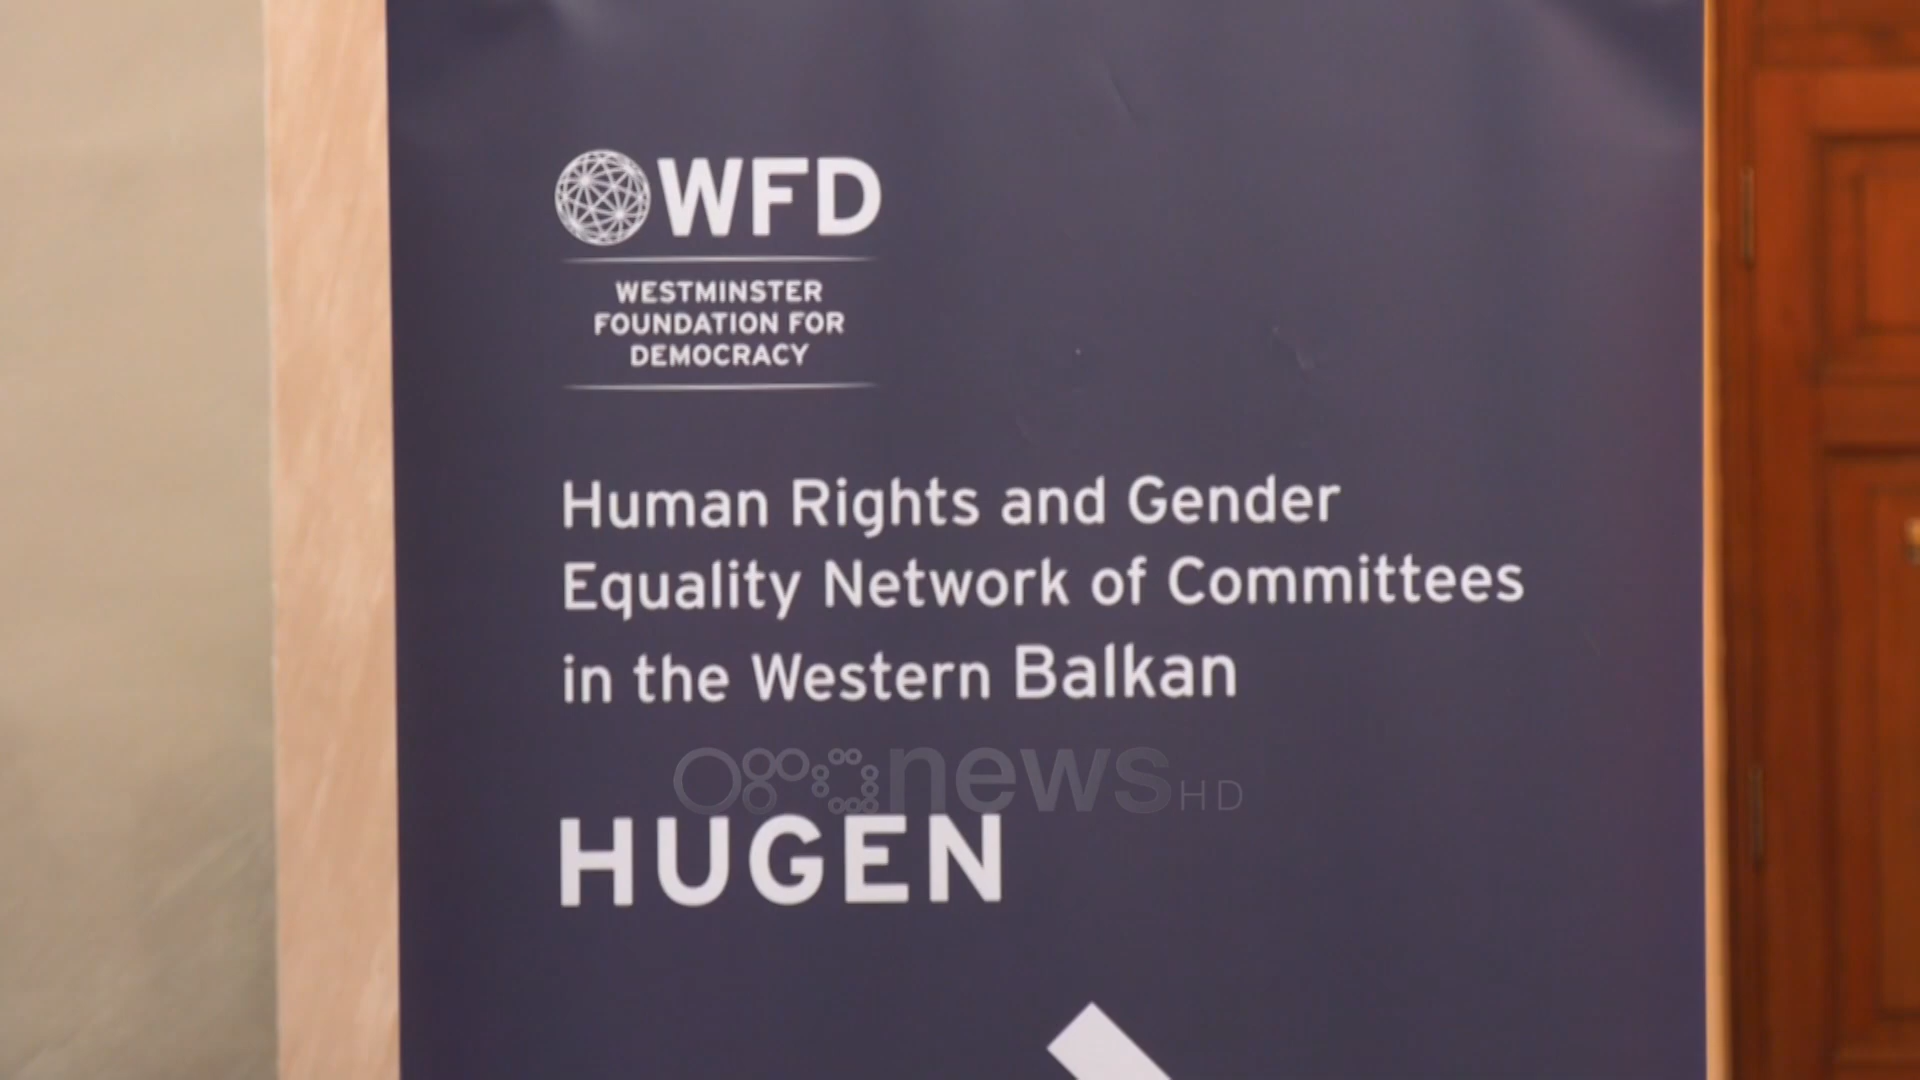 WFD
WESTMINSTER
FOUNDATION FOR
DEMOCRACY
Human Rights and Gender
Equality Network of Committees
in the Western Balkan
news HD
HUGEN